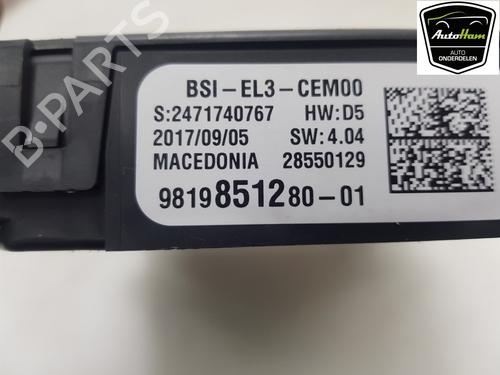 AutoHam
AUTO
ONDERDELEN
BSI-EL3-CEM00
S:2471740767 HW:D5
2017/09/05 SW:4.04
MACEDONIA 28550129
9819851280-01
B-PARTS